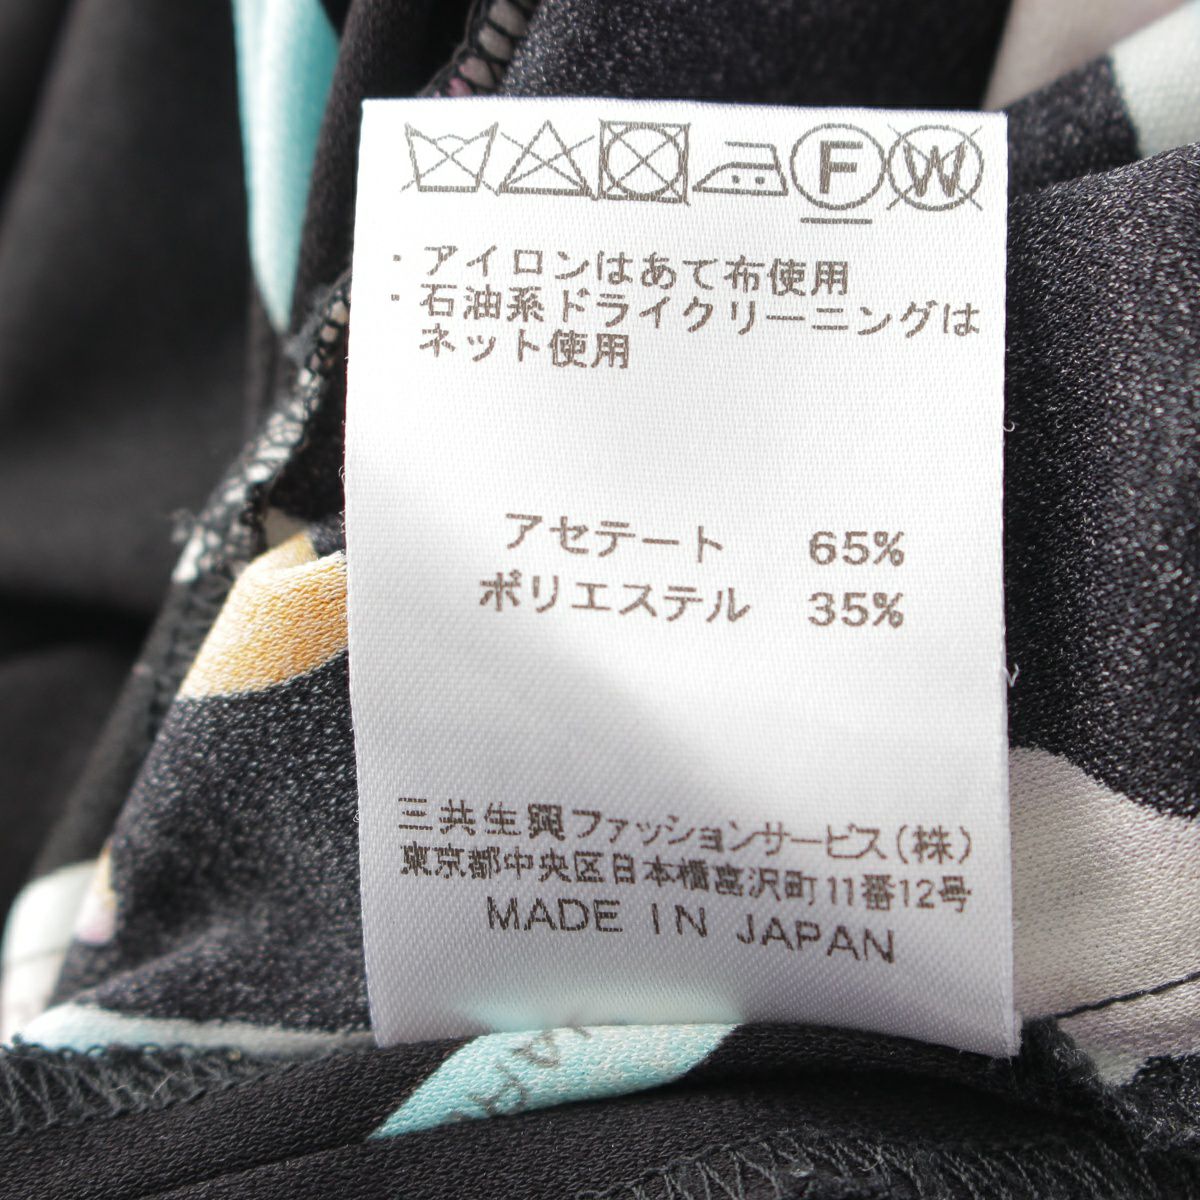 F W
・アイロンはあて布使用
・石油系ドライクリーニングは
ネット使用
アセテート 65%
ポリエステル 35%
三共生興ファッションサービス(株)
東京都中央区日本橋富沢町11番12号
MADE IN JAPAN